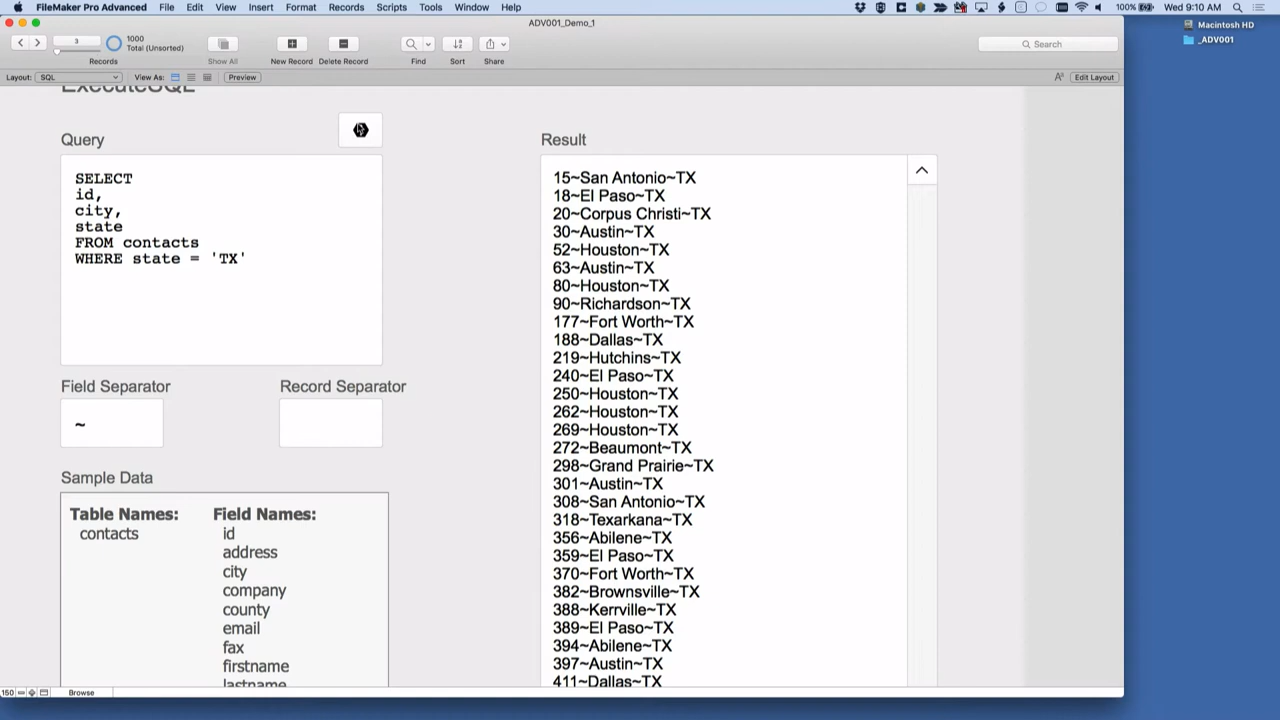 FileMaker Pro Advanced File Edit View Insert Format Records Scripts Tools Window Help 100% Wed 9:10 AM
ADV001_Demo_1
Macintosh HD
_ADV001
3
1000
Total (Unsorted)
Records
Show All
New Record
Delete Record
Find
Sort
Share
Search
Layout: SQL View As: Preview
Edit Layout
ExecuteSQL
Query
SELECT
id,
city,
state
FROM contacts
WHERE state = 'TX'
Field Separator
~
Record Separator
Sample Data
Table Names:
contacts
Field Names:
id
address
city
company
county
email
fax
firstname
lastname
Result
15~San Antonio~TX
18~El Paso~TX
20~Corpus Christi~TX
30~Austin~TX
52~Houston~TX
63~Austin~TX
80~Houston~TX
90~Richardson~TX
177~Fort Worth~TX
188~Dallas~TX
219~Hutchins~TX
240~El Paso~TX
250~Houston~TX
262~Houston~TX
269~Houston~TX
272~Beaumont~TX
298~Grand Prairie~TX
301~Austin~TX
308~San Antonio~TX
318~Texarkana~TX
356~Abilene~TX
359~El Paso~TX
370~Fort Worth~TX
382~Brownsville~TX
388~Kerrville~TX
389~El Paso~TX
394~Abilene~TX
397~Austin~TX
411~Dallas~TX
150
Browse